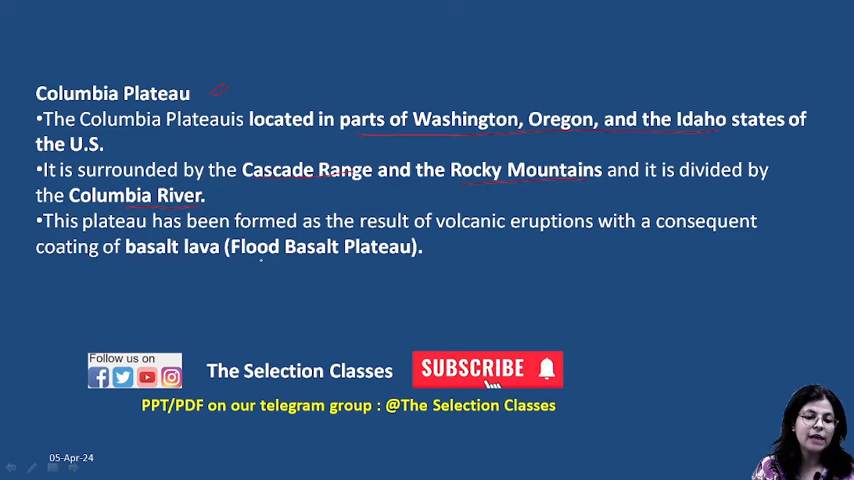 Columbia Plateau
•The Columbia Plateauis located in parts of Washington, Oregon, and the Idaho states of
the U.S.
•It is surrounded by the Cascade Range and the Rocky Mountains and it is divided by
the Columbia River.
•This plateau has been formed as the result of volcanic eruptions with a consequent
coating of basalt lava (Flood Basalt Plateau).
Follow us on
The Selection Classes
SUBSCRIBE
PPT/PDF on our telegram group : @The Selection Classes
05-Apr-24